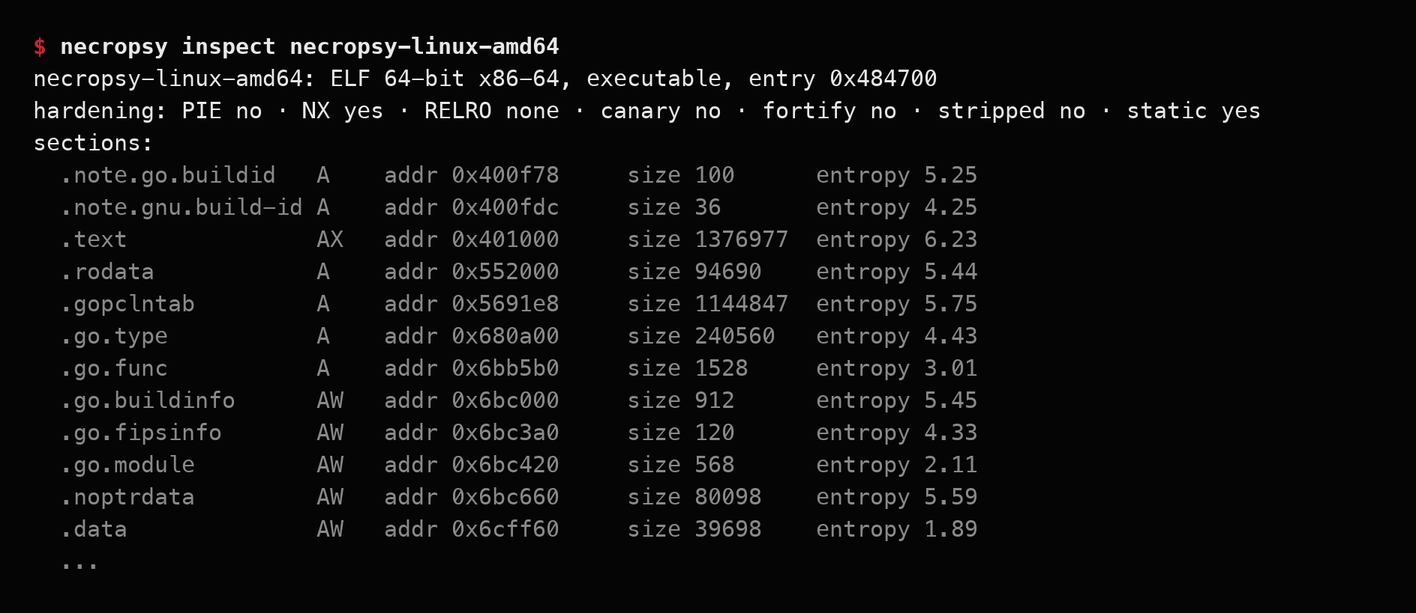 $ necropsy inspect necropsy-linux-amd64
necropsy-linux-amd64: ELF 64-bit x86-64, executable, entry 0x484700
hardening: PIE no · NX yes · RELRO none · canary no · fortify no · stripped no · static yes
sections:
  .note.go.buildid   A    addr 0x400f78     size 100      entropy 5.25
  .note.gnu.build-id A    addr 0x400fdc     size 36       entropy 4.25
  .text              AX   addr 0x401000     size 1376977  entropy 6.23
  .rodata            A    addr 0x552000     size 94690    entropy 5.44
  .gopclntab         A    addr 0x5691e8     size 1144847  entropy 5.75
  .go.type           A    addr 0x680a00     size 240560   entropy 4.43
  .go.func           A    addr 0x6bb5b0     size 1528     entropy 3.01
  .go.buildinfo      AW   addr 0x6bc000     size 912      entropy 5.45
  .go.fipsinfo       AW   addr 0x6bc3a0     size 120      entropy 4.33
  .go.module         AW   addr 0x6bc420     size 568      entropy 2.11
  .noptrdata         AW   addr 0x6bc660     size 80098    entropy 5.59
  .data              AW   addr 0x6cff60     size 39698    entropy 1.89
  ...